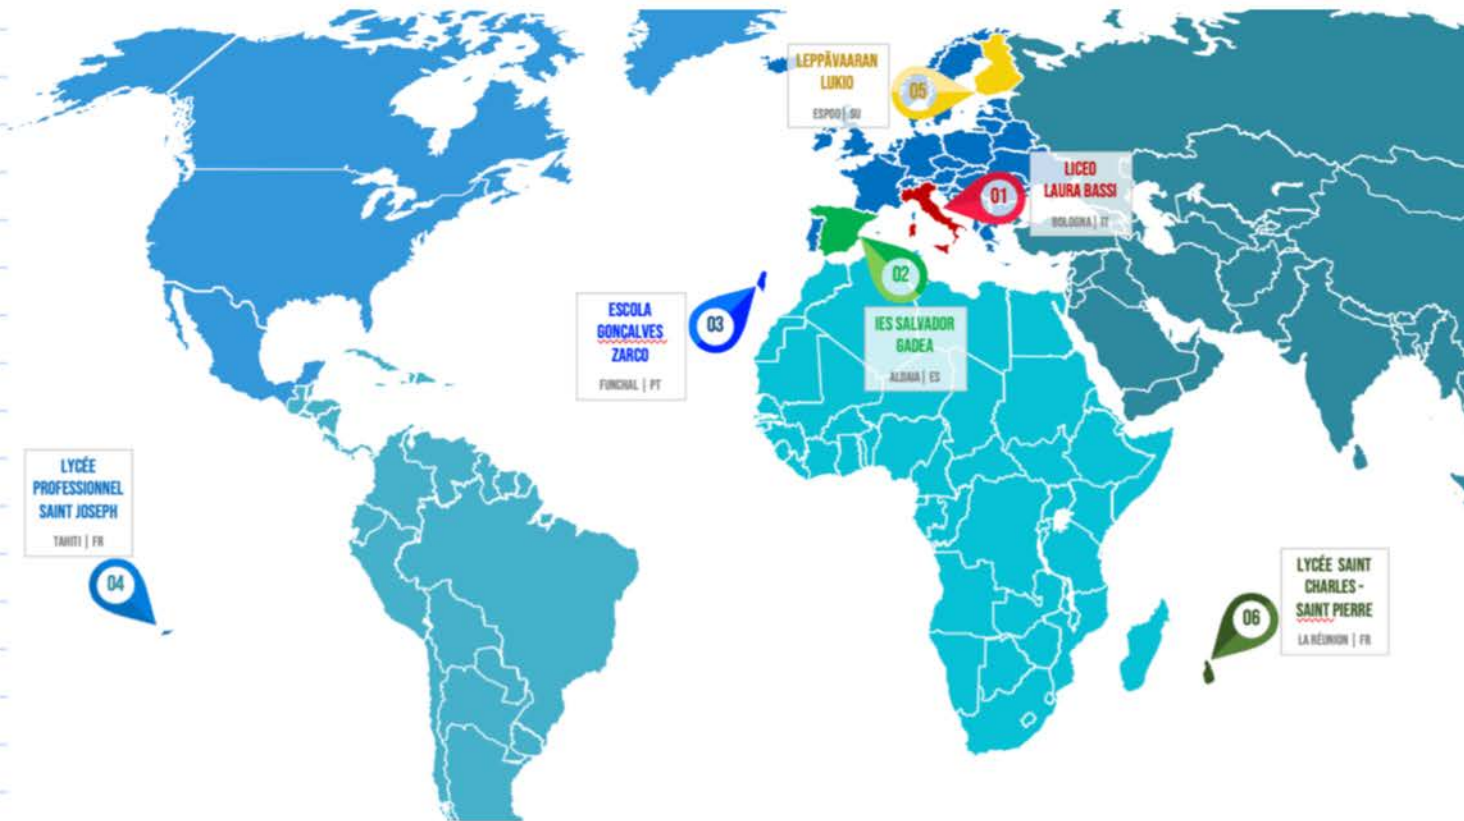 LEPPÄVAARAN
LUKIO
ESPOO | SU
05
LICEO
LAURA BASSI
BOLOGNA | IT
01
02
IES SALVADOR
GADEA
ALDAIA | ES
ESCOLA
GONÇALVES
ZARCO
FUNCHAL | PT
03
LYCÉE
PROFESSIONNEL
SAINT JOSEPH
TAHITI | FR
04
LYCÉE SAINT
CHARLES -
SAINT PIERRE
LA RÉUNION | FR
06